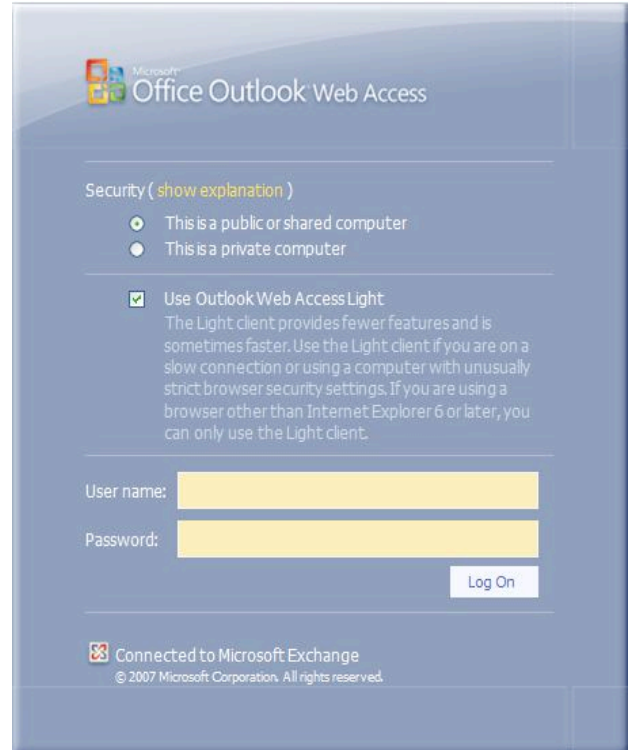 Microsoft
Office Outlook Web Access
Security ( show explanation )
This is a public or shared computer
This is a private computer
Use Outlook Web Access Light
The Light client provides fewer features and is
sometimes faster. Use the Light client if you are on a
slow connection or using a computer with unusually
strict browser security settings. If you are using a
browser other than Internet Explorer 6 or later, you
can only use the Light client.
User name:
Password:
Log On
Connected to Microsoft Exchange
© 2007 Microsoft Corporation. All rights reserved.